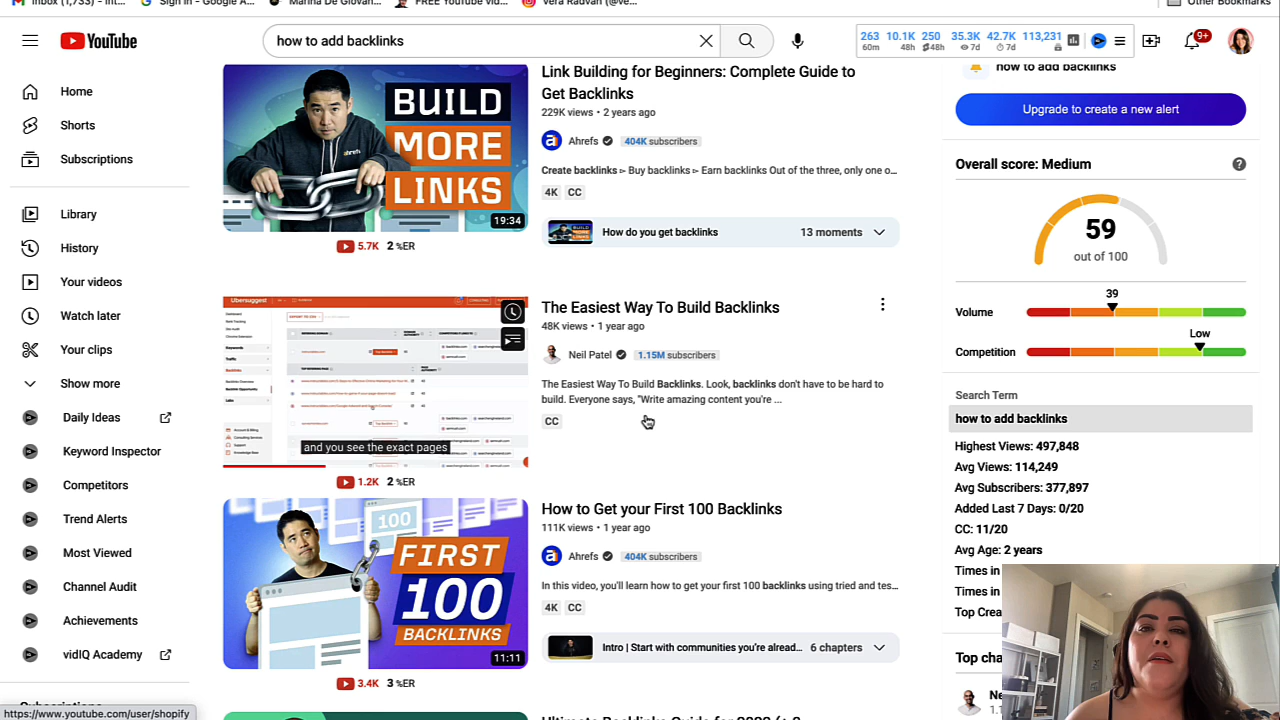 Inbox (1,733) – Int...
Sign in - Google A...
Marina De Giovan...
FREE YouTube vid...
Vera Radvan (@ve...
Other Bookmarks
YouTube
how to add backlinks
263 10.1K 250 35.3K 42.7K 113,231
60m 48h 48h 7d 7d
9+
Home
Shorts
Subscriptions
Library
History
Your videos
Watch later
Your clips
Show more
Daily Ideas
Keyword Inspector
Competitors
Trend Alerts
Most Viewed
Channel Audit
Achievements
vidIQ Academy
Subscriptions
https://www.youtube.com/user/shopify
BUILD
MORE
LINKS
ahrefs
19:34
5.7K 2 %ER
Link Building for Beginners: Complete Guide to
Get Backlinks
229K views • 2 years ago
Ahrefs 404K subscribers
Create backlinks ⊳ Buy backlinks ⊳ Earn backlinks Out of the three, only one o...
4K CC
How do you get backlinks 13 moments
Ubersuggest
and you see the exact pages
1.2K 2 %ER
The Easiest Way To Build Backlinks
48K views • 1 year ago
Neil Patel 1.15M subscribers
The Easiest Way To Build Backlinks. Look, backlinks don't have to be hard to
build. Everyone says, "Write amazing content you're ...
CC
100
FIRST
100
BACKLINKS
11:11
3.4K 3 %ER
How to Get your First 100 Backlinks
111K views • 1 year ago
Ahrefs 404K subscribers
In this video, you'll learn how to get your first 100 backlinks using tried and tes...
4K CC
Intro | Start with communities you're alread... 6 chapters
how to add backlinks
Upgrade to create a new alert
Overall score: Medium
59
out of 100
39
Volume
Low
Competition
Search Term
how to add backlinks
Highest Views: 497,848
Avg Views: 114,249
Avg Subscribers: 377,897
Added Last 7 Days: 0/20
CC: 11/20
Avg Age: 2 years
Times in
Times in
Top Crea
Top cha
Ne